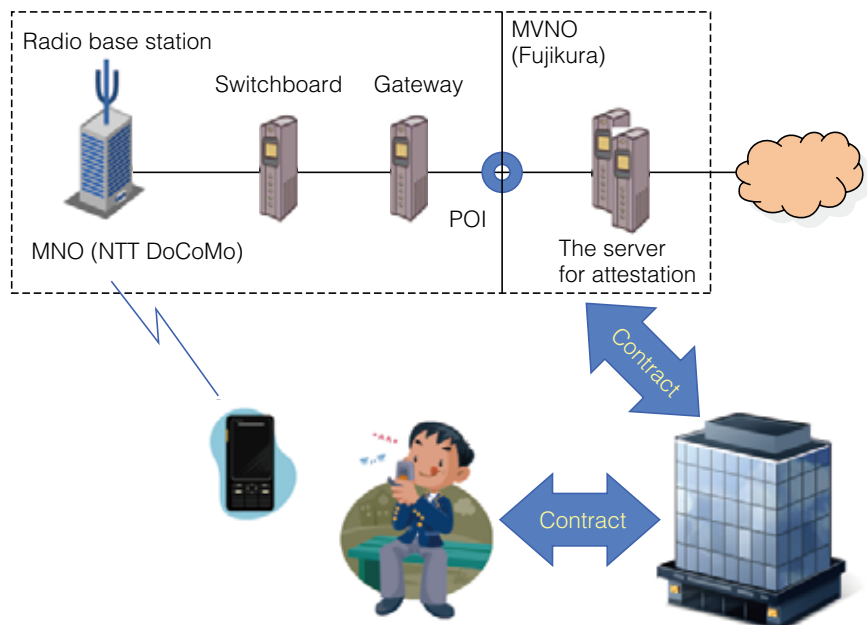 Radio base station
Switchboard
Gateway
MVNO
(Fujikura)
POI
MNO (NTT DoCoMo)
The server
for attestation
Contract
Contract